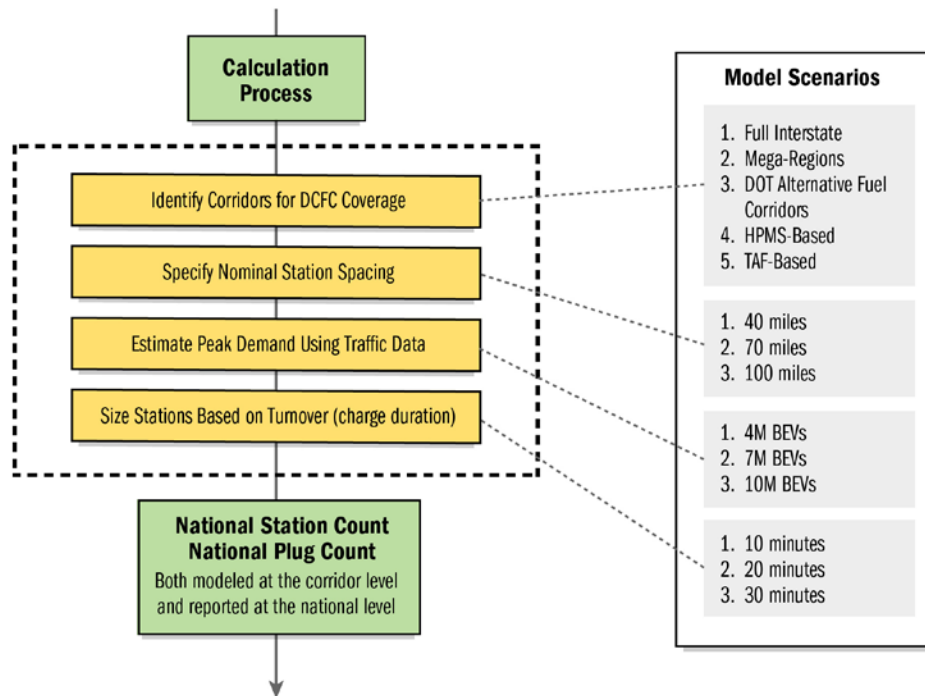 Calculation
Process
Identify Corridors for DCFC Coverage
Specify Nominal Station Spacing
Estimate Peak Demand Using Traffic Data
Size Stations Based on Turnover (charge duration)
National Station Count
National Plug Count
Both modeled at the corridor level
and reported at the national level
Model Scenarios
1. Full Interstate
2. Mega-Regions
3. DOT Alternative Fuel
Corridors
4. HPMS-Based
5. TAF-Based
1. 40 miles
2. 70 miles
3. 100 miles
1. 4M BEVs
2. 7M BEVs
3. 10M BEVs
1. 10 minutes
2. 20 minutes
3. 30 minutes